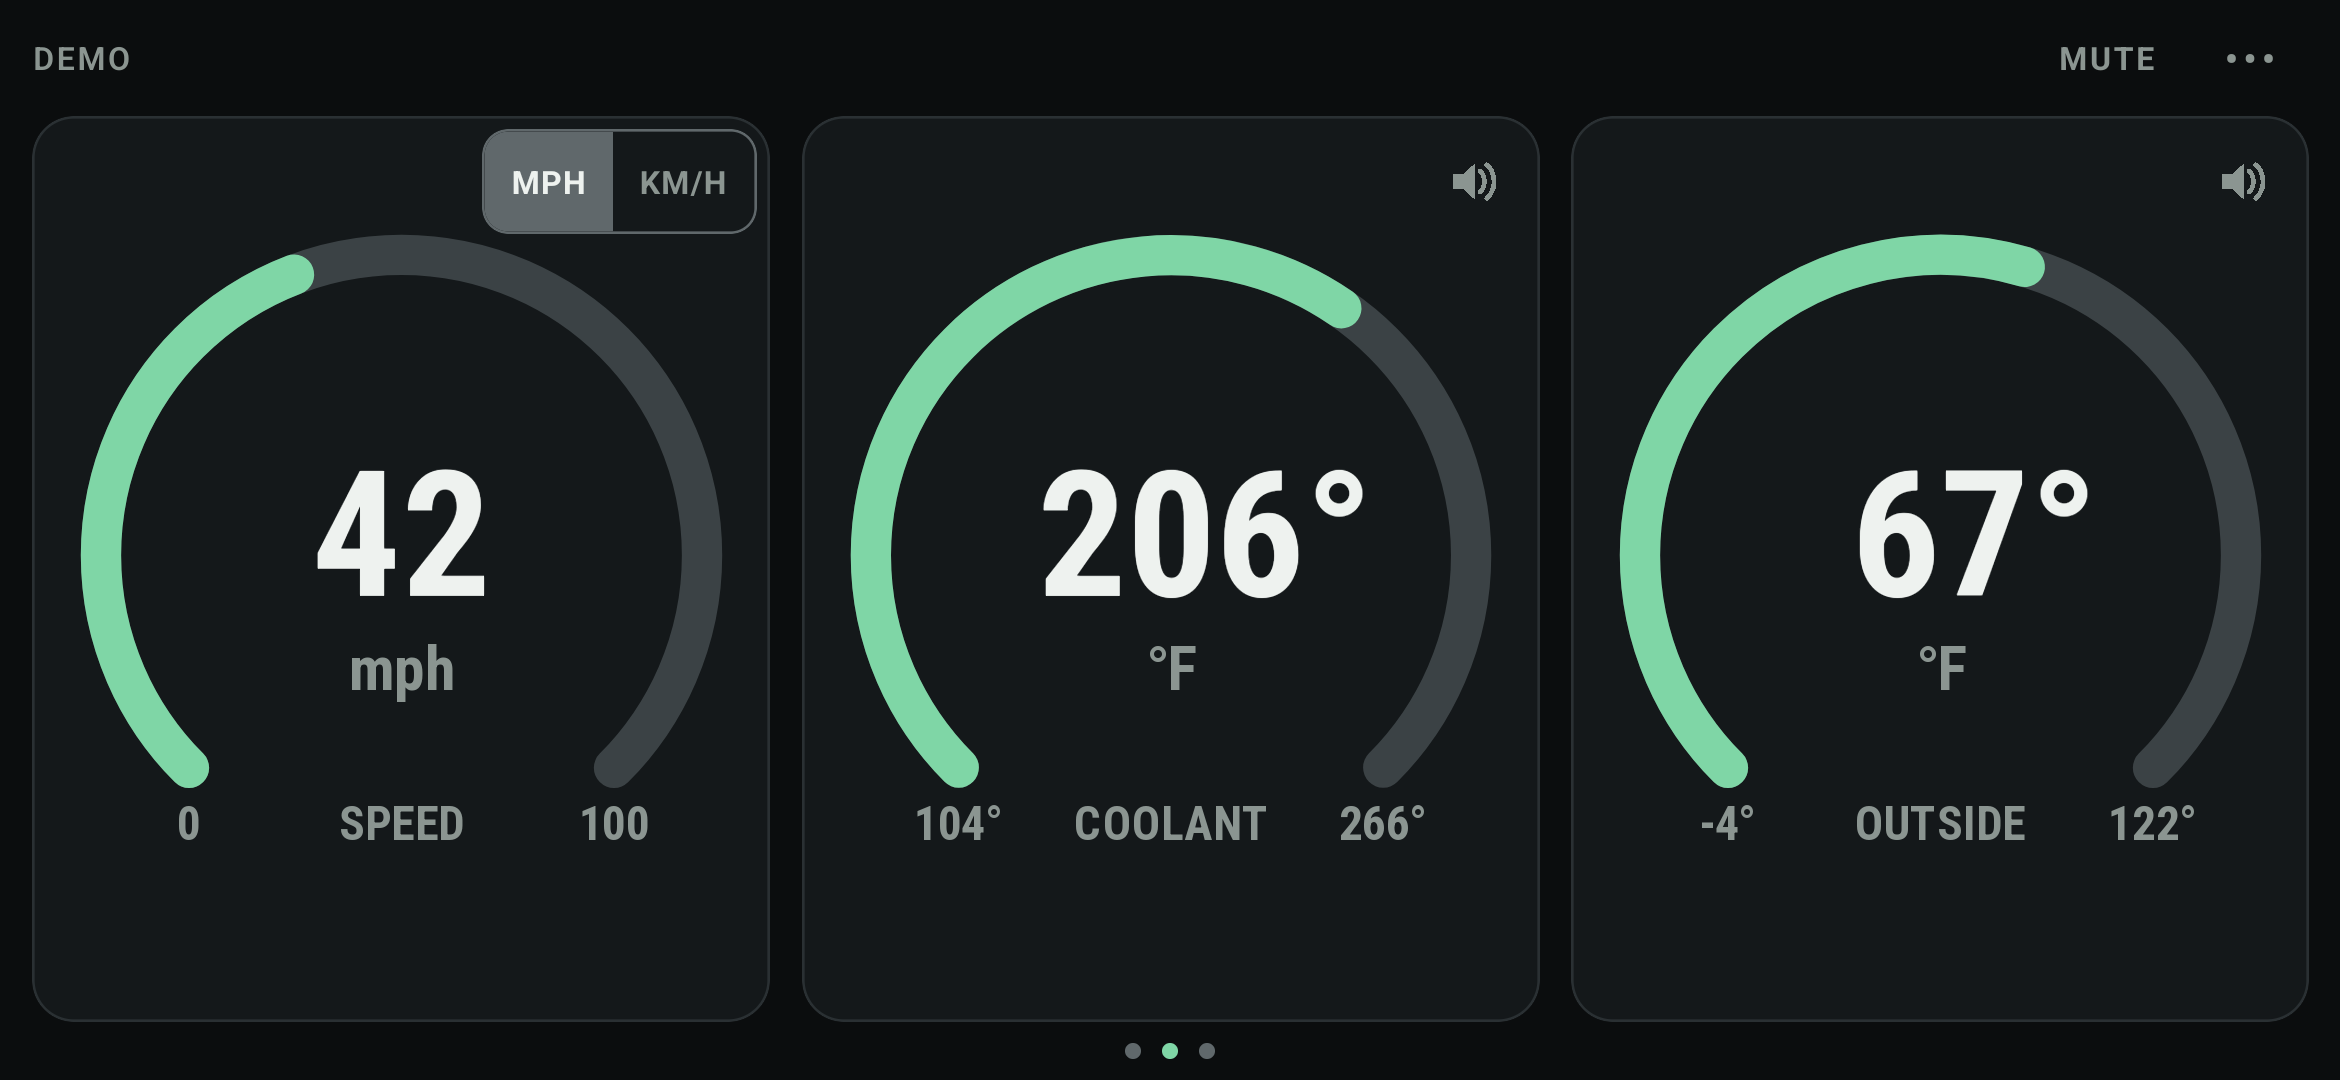 DEMO MUTE
MPH KM/H
42
mph
0 SPEED 100
206°
°F
104° COOLANT 266°
67°
°F
-4° OUTSIDE 122°